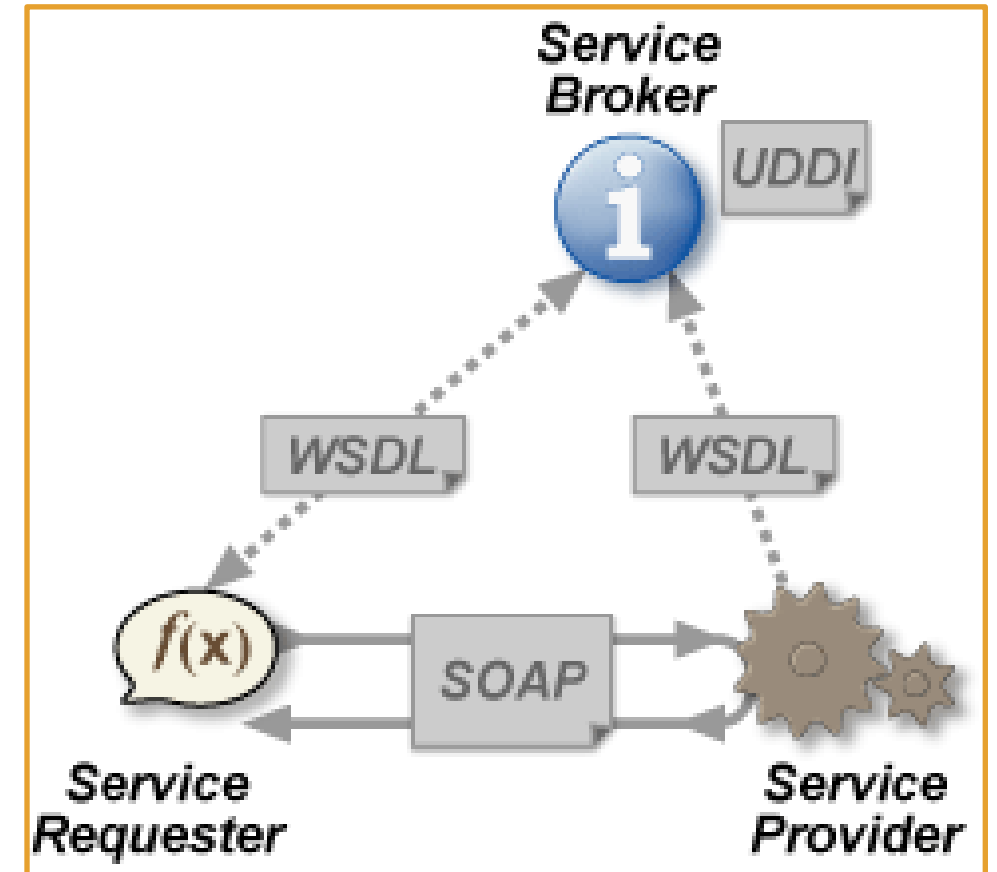 Service
Broker
i
UDDI
WSDL
WSDL
f(x)
SOAP
Service
Requester
Service
Provider